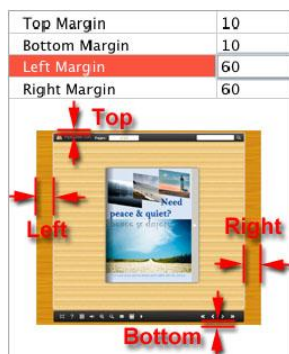 Top Margin 10
Bottom Margin 10
Left Margin 60
Right Margin 60
Top
Need
peace & quiet?
Left
Right
Bottom